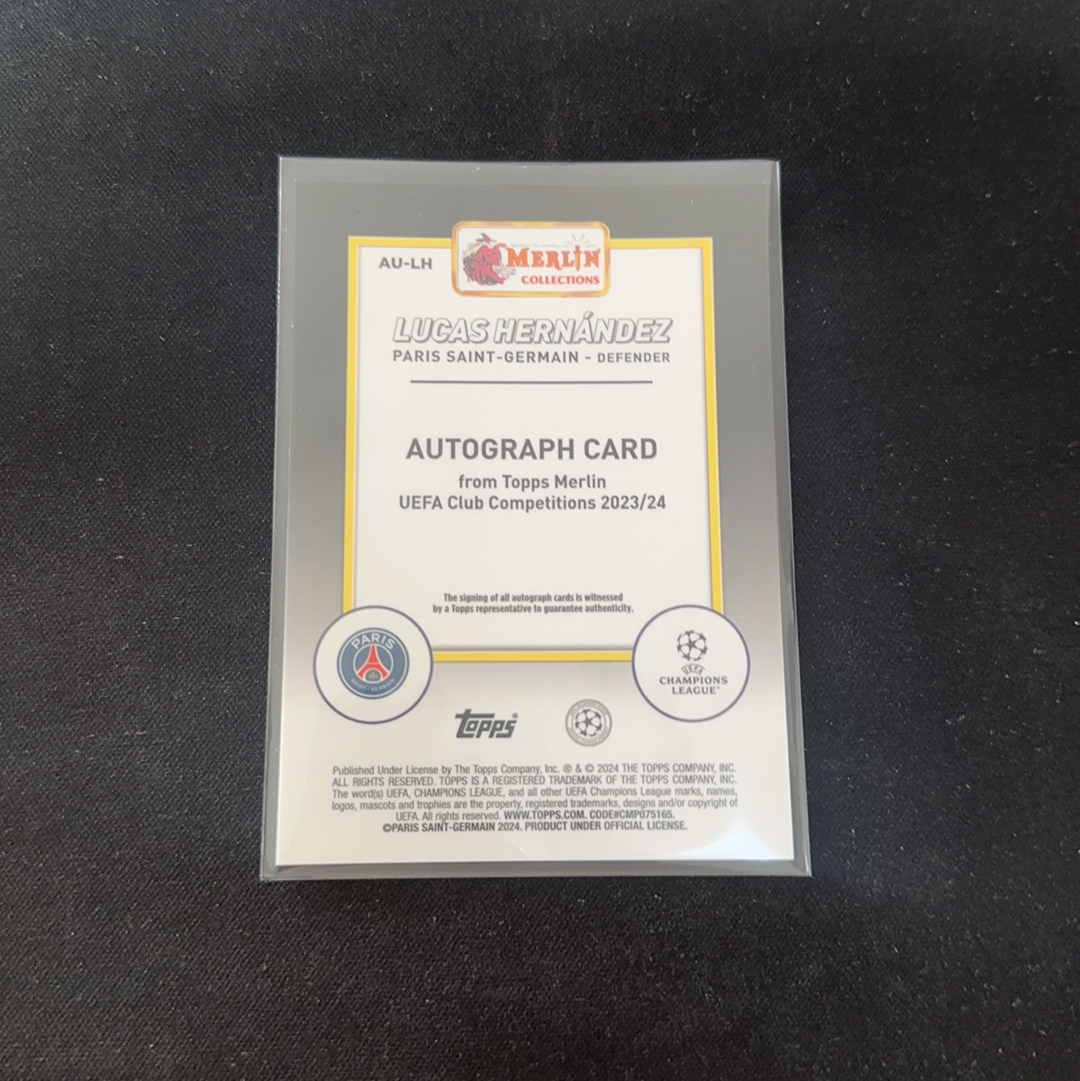 AU-LH
MERLIN
COLLECTIONS
LUCAS HERNÁNDEZ
PARIS SAINT-GERMAIN - DEFENDER
AUTOGRAPH CARD
from Topps Merlin
UEFA Club Competitions 2023/24
The signing of all autograph cards is witnessed
by a Topps representative to guarantee authenticity.
PARIS
SAINT-GERMAIN
UEFA
CHAMPIONS
LEAGUE®
topps®
Published Under License by The Topps Company, Inc. ® & © 2024 THE TOPPS COMPANY, INC.
ALL RIGHTS RESERVED. TOPPS IS A REGISTERED TRADEMARK OF THE TOPPS COMPANY, INC.
The word(s) UEFA, CHAMPIONS LEAGUE, and all other UEFA Champions League marks, names,
logos, mascots and trophies are the property, registered trademarks, designs and/or copyright of
UEFA. All rights reserved. WWW.TOPPS.COM. CODE#CMP075165.
©PARIS SAINT-GERMAIN 2024. PRODUCT UNDER OFFICIAL LICENSE.